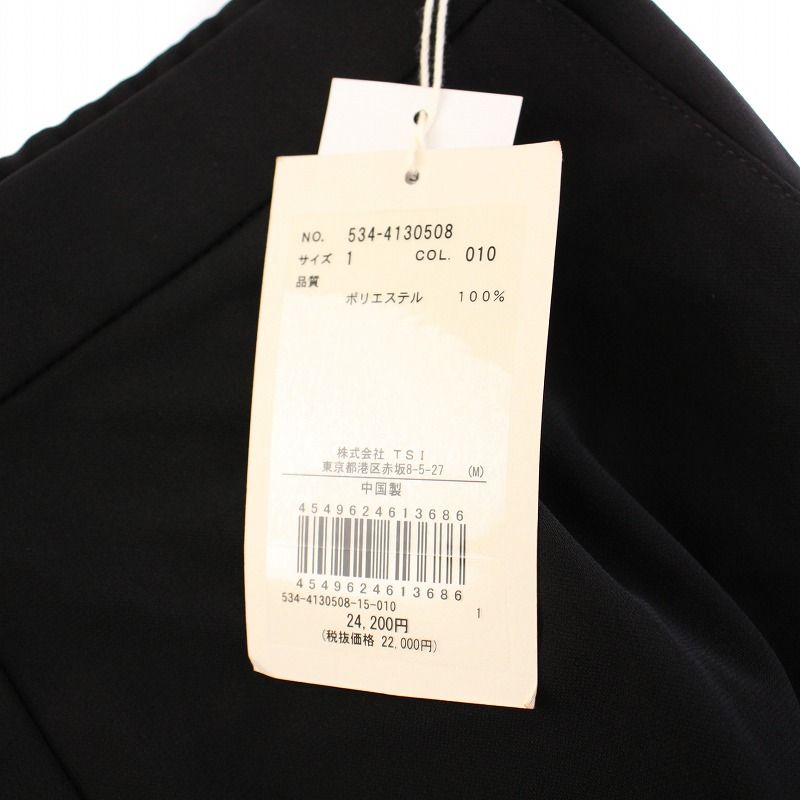 NO. 534-4130508
サイズ 1 COL. 010
品質
ポリエステル 100%
株式会社 TSI
東京都港区赤坂8-5-27 (M)
中国製
4549624613686
4549624613686
534-4130508-15-010
1
24,200円
(税抜価格 22,000円)